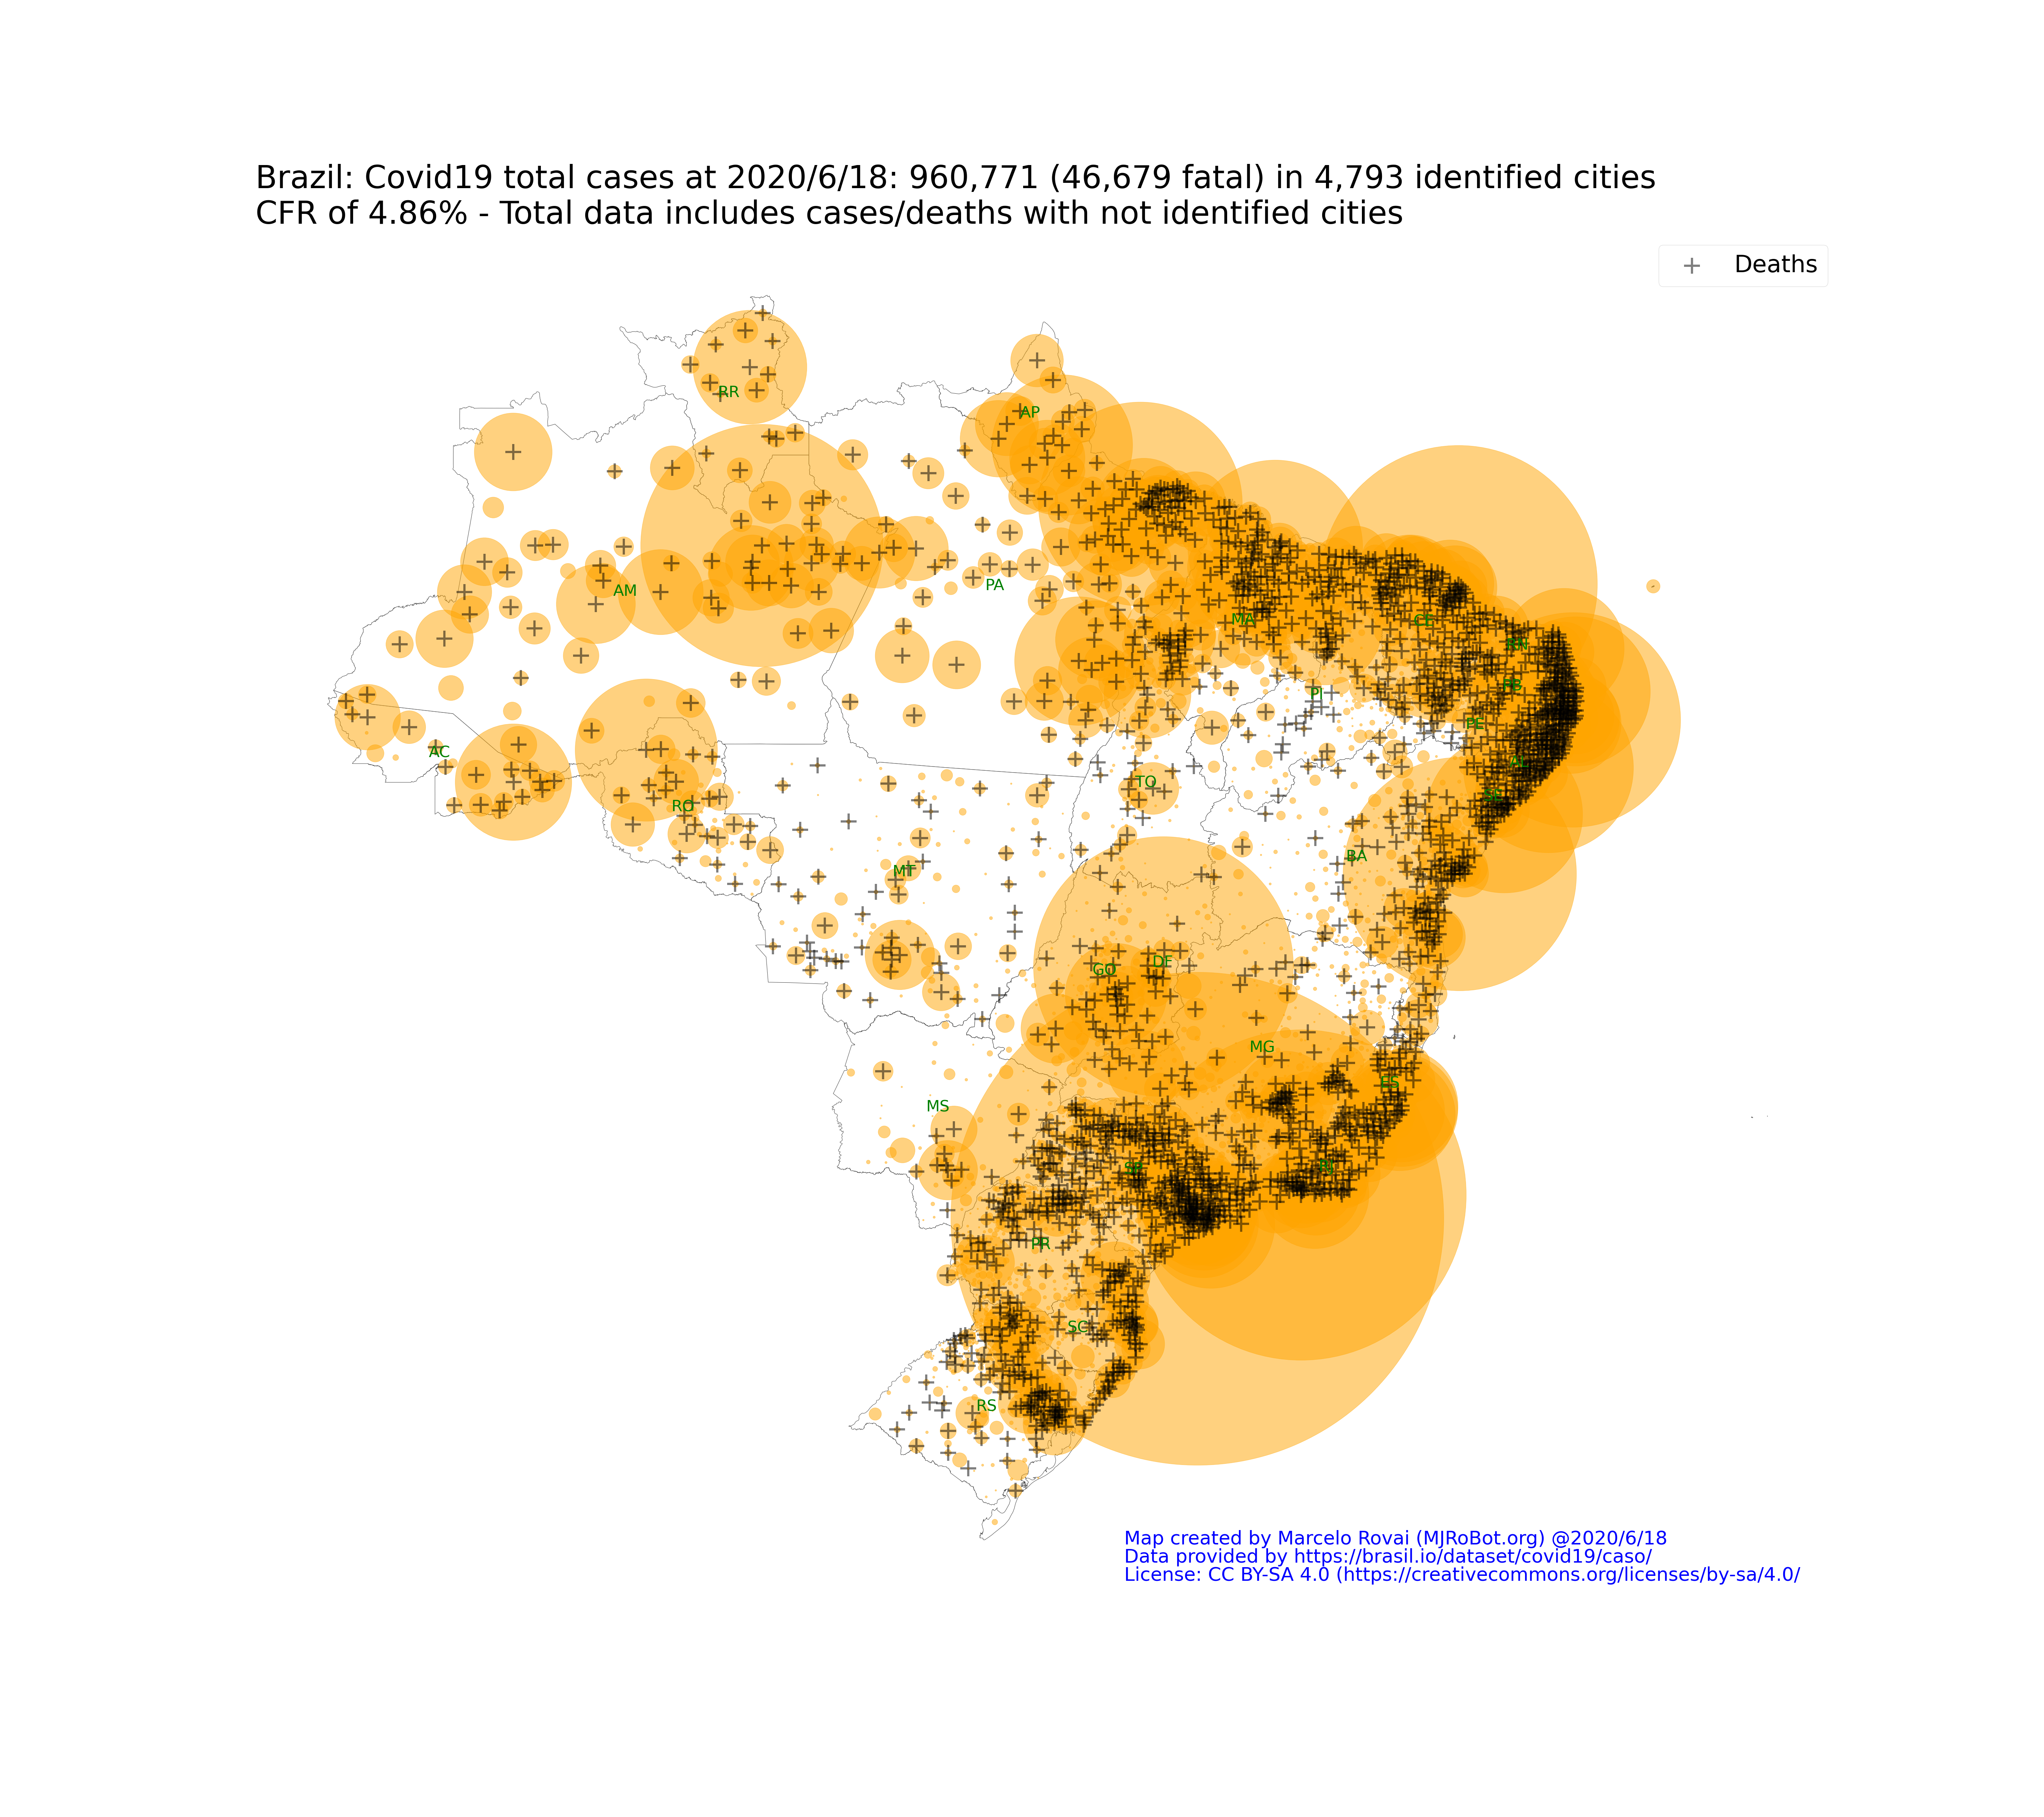 Brazil: Covid19 total cases at 2020/6/18: 960,771 (46,679 fatal) in 4,793 identified cities
CFR of 4.86% - Total data includes cases/deaths with not identified cities
Deaths
RR
AP
AM
PA
MA
CE
RN
PB
PI
PE
AC
AL
TO
SE
RO
BA
MT
DF
GO
MG
ES
MS
SP
RJ
PR
SC
RS
Map created by Marcelo Rovai (MJRoBot.org) @2020/6/18
Data provided by https://brasil.io/dataset/covid19/caso/
License: CC BY-SA 4.0 (https://creativecommons.org/licenses/by-sa/4.0/